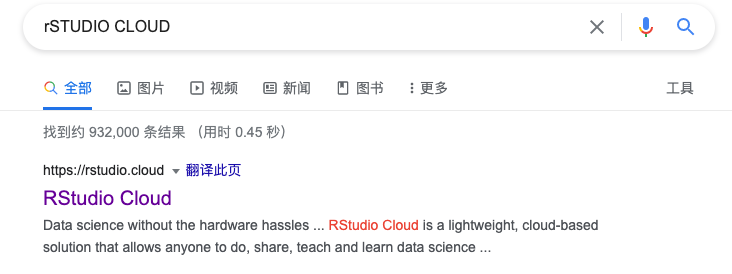 rSTUDIO CLOUD
全部 图片 视频 新闻 图书 更多 工具
找到约 932,000 条结果 （用时 0.45 秒）
https://rstudio.cloud 翻译此页
RStudio Cloud
Data science without the hardware hassles ... RStudio Cloud is a lightweight, cloud-based
solution that allows anyone to do, share, teach and learn data science ...